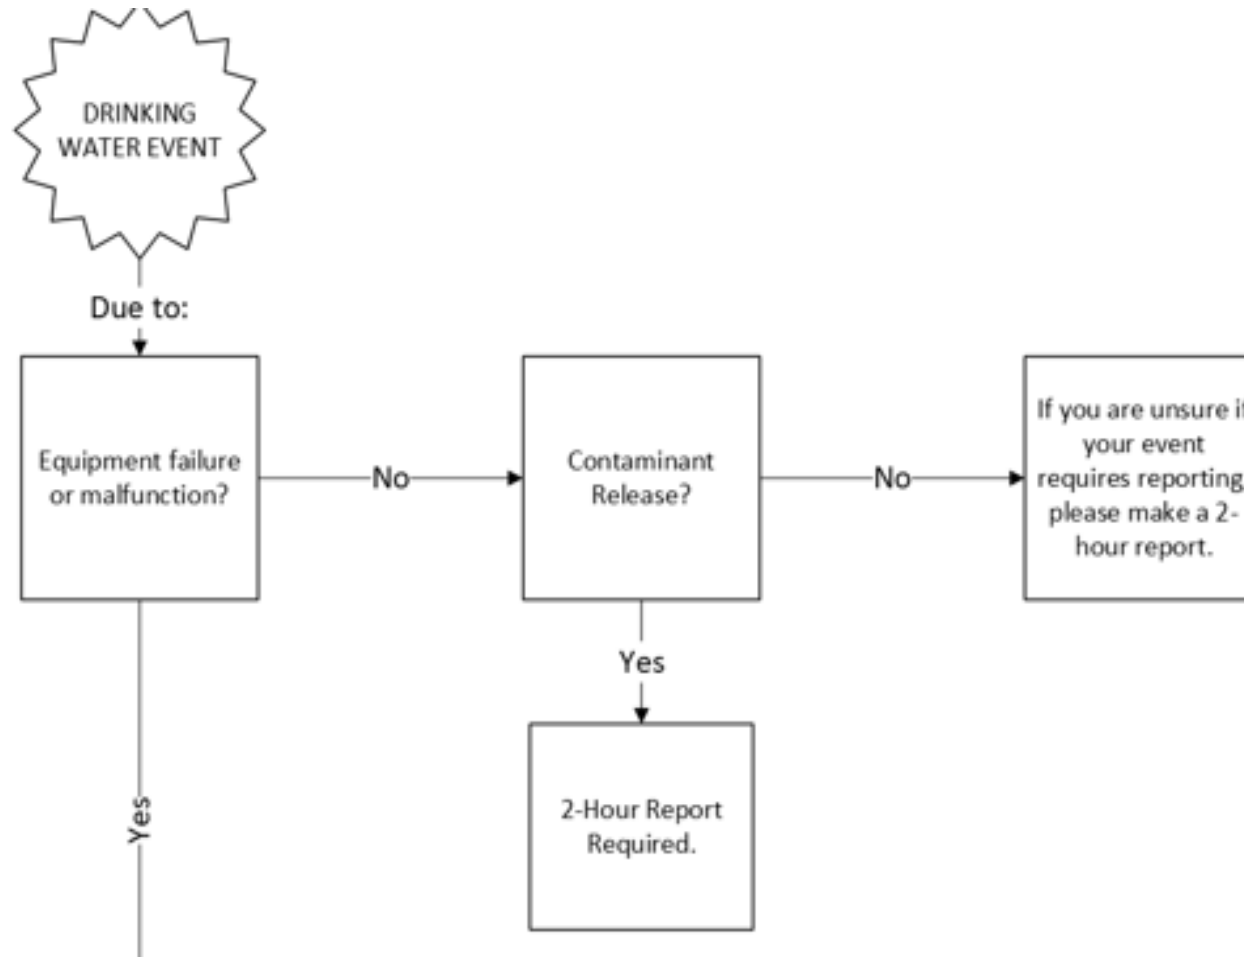 DRINKING
WATER EVENT
Due to:
Equipment failure
or malfunction?
No
Contaminant
Release?
No
If you are unsure if
your event
requires reporting,
please make a 2-
hour report.
Yes
2-Hour Report
Required.
Yes